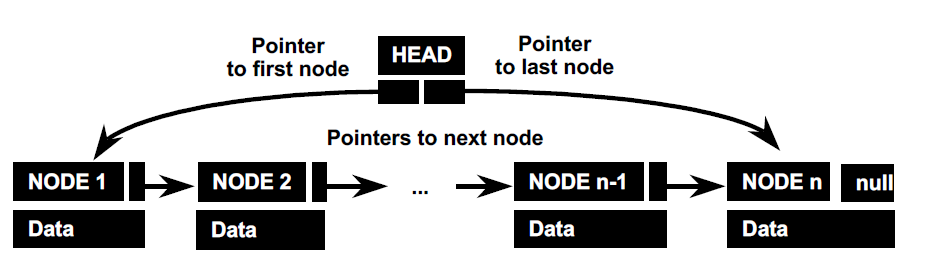 Pointer
to first node
HEAD
Pointer
to last node
Pointers to next node
NODE 1
NODE 2
...
NODE n-1
NODE n
null
Data
Data
Data
Data